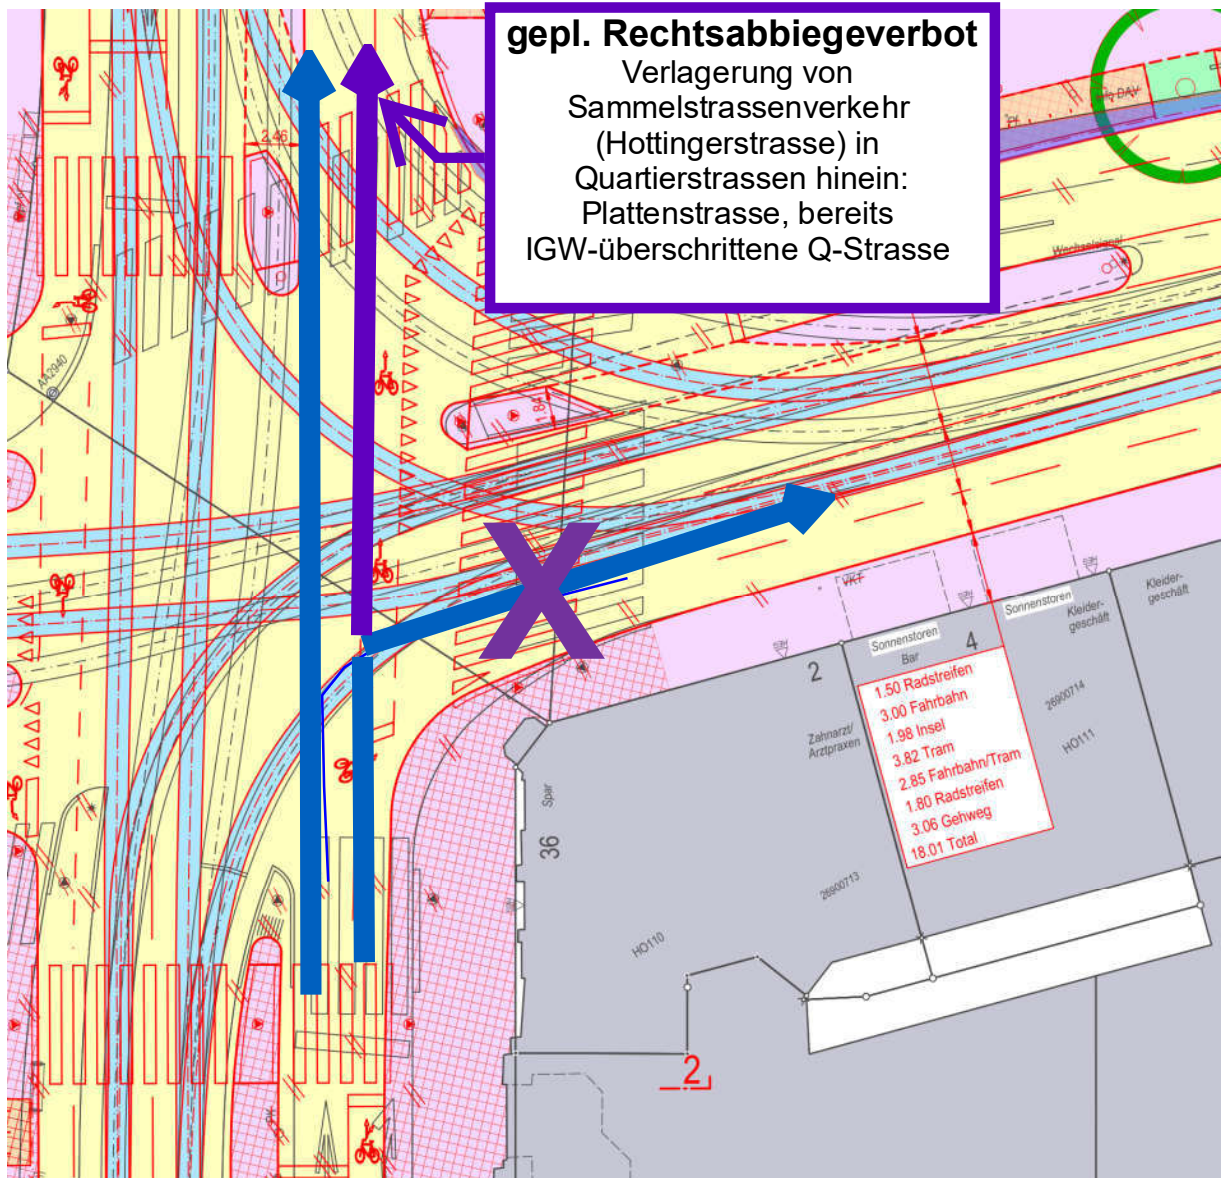 gepl. Rechtsabbiegeverbot
Verlagerung von
Sammelstrassenverkehr
(Hottingerstrasse) in
Quartierstrassen hinein:
Plattenstrasse, bereits
IGW-überschrittene Q-Strasse
DAV
2.46
Wechselsignal
AA2940
1.84
VKT
Sonnenstoren
Kleider-
geschäft
Kleider-
geschäft
Sonnenstoren
Bar
2
4
1.50 Radstreifen
3.00 Fahrbahn
1.98 Insel
3.82 Tram
2.85 Fahrbahn/Tram
1.80 Radstreifen
3.06 Gehweg
18.01 Total
26900714
HO111
Zahnarzt/
Arztpraxen
Spar
36
26900713
HO110
2